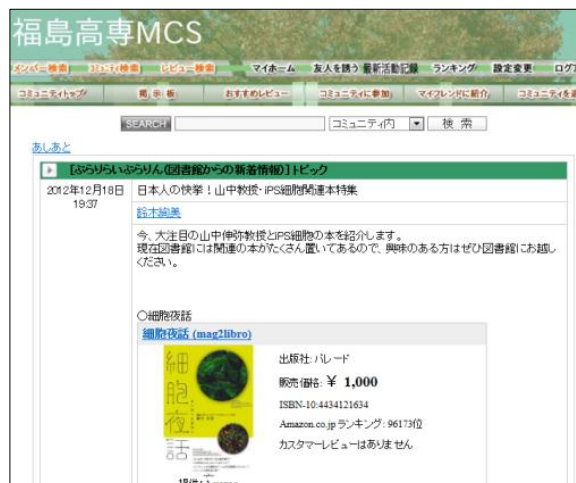 福島高専MCS
メンバー検索 コミュニティ検索 レビュー検索 マイホーム 友人を誘う 最新活動記録 ランキング 設定変更 ログア
コミュニティトップ 掲示板 おすすめレビュー コミュニティに参加 マイフレンドに紹介 コミュニティを退
SEARCH コミュニティ内 検 索
あしあと
[ぶらりらいぶらりん(図書館からの新着情報)]トピック
2012年12月18日 日本人の快挙!山中教授・iPS細胞関連本特集
19:37
鈴木絢美
今、大注目の山中伸弥教授とiPS細胞の本を紹介します。
現在図書館には関連の本がたくさん置いてあるので、興味のある方はぜひ図書館にお越し
ください。
○細胞夜話
細胞夜話 (mag2libro)
細胞夜話
出版社: パレード
販売価格: ¥ 1,000
ISBN-10:4434121634
Amazon.co.jp ランキング: 96173位
カスタマーレビューはありません
提供:Amazon